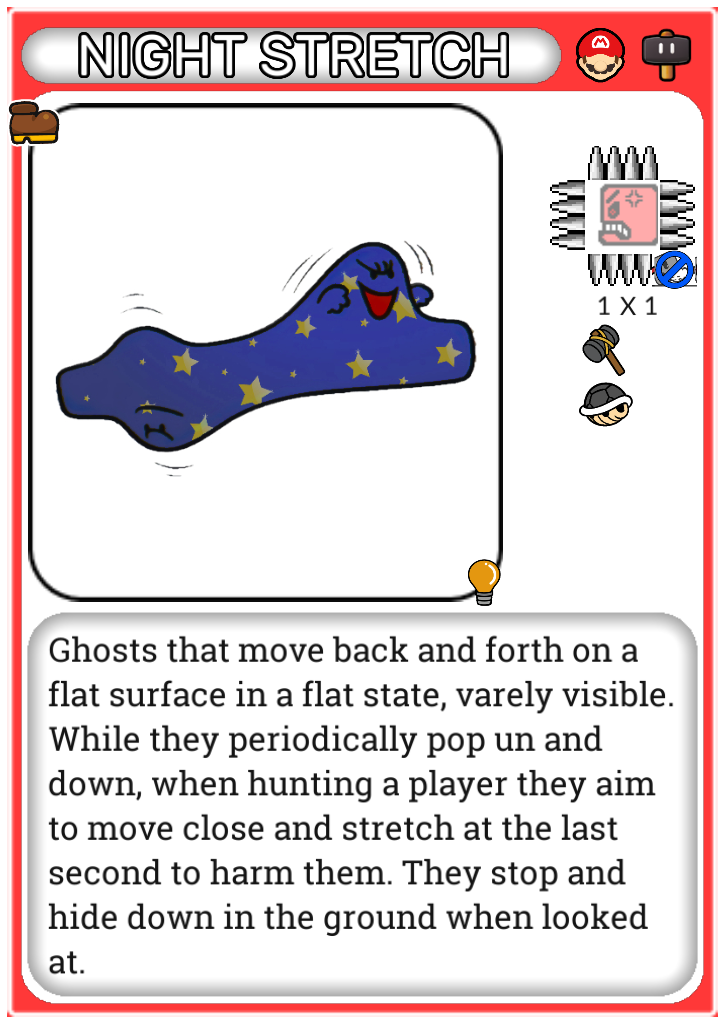 NIGHT STRETCH
1 X 1
Ghosts that move back and forth on a
flat surface in a flat state, varely visible.
While they periodically pop un and
down, when hunting a player they aim
to move close and stretch at the last
second to harm them. They stop and
hide down in the ground when looked
at.